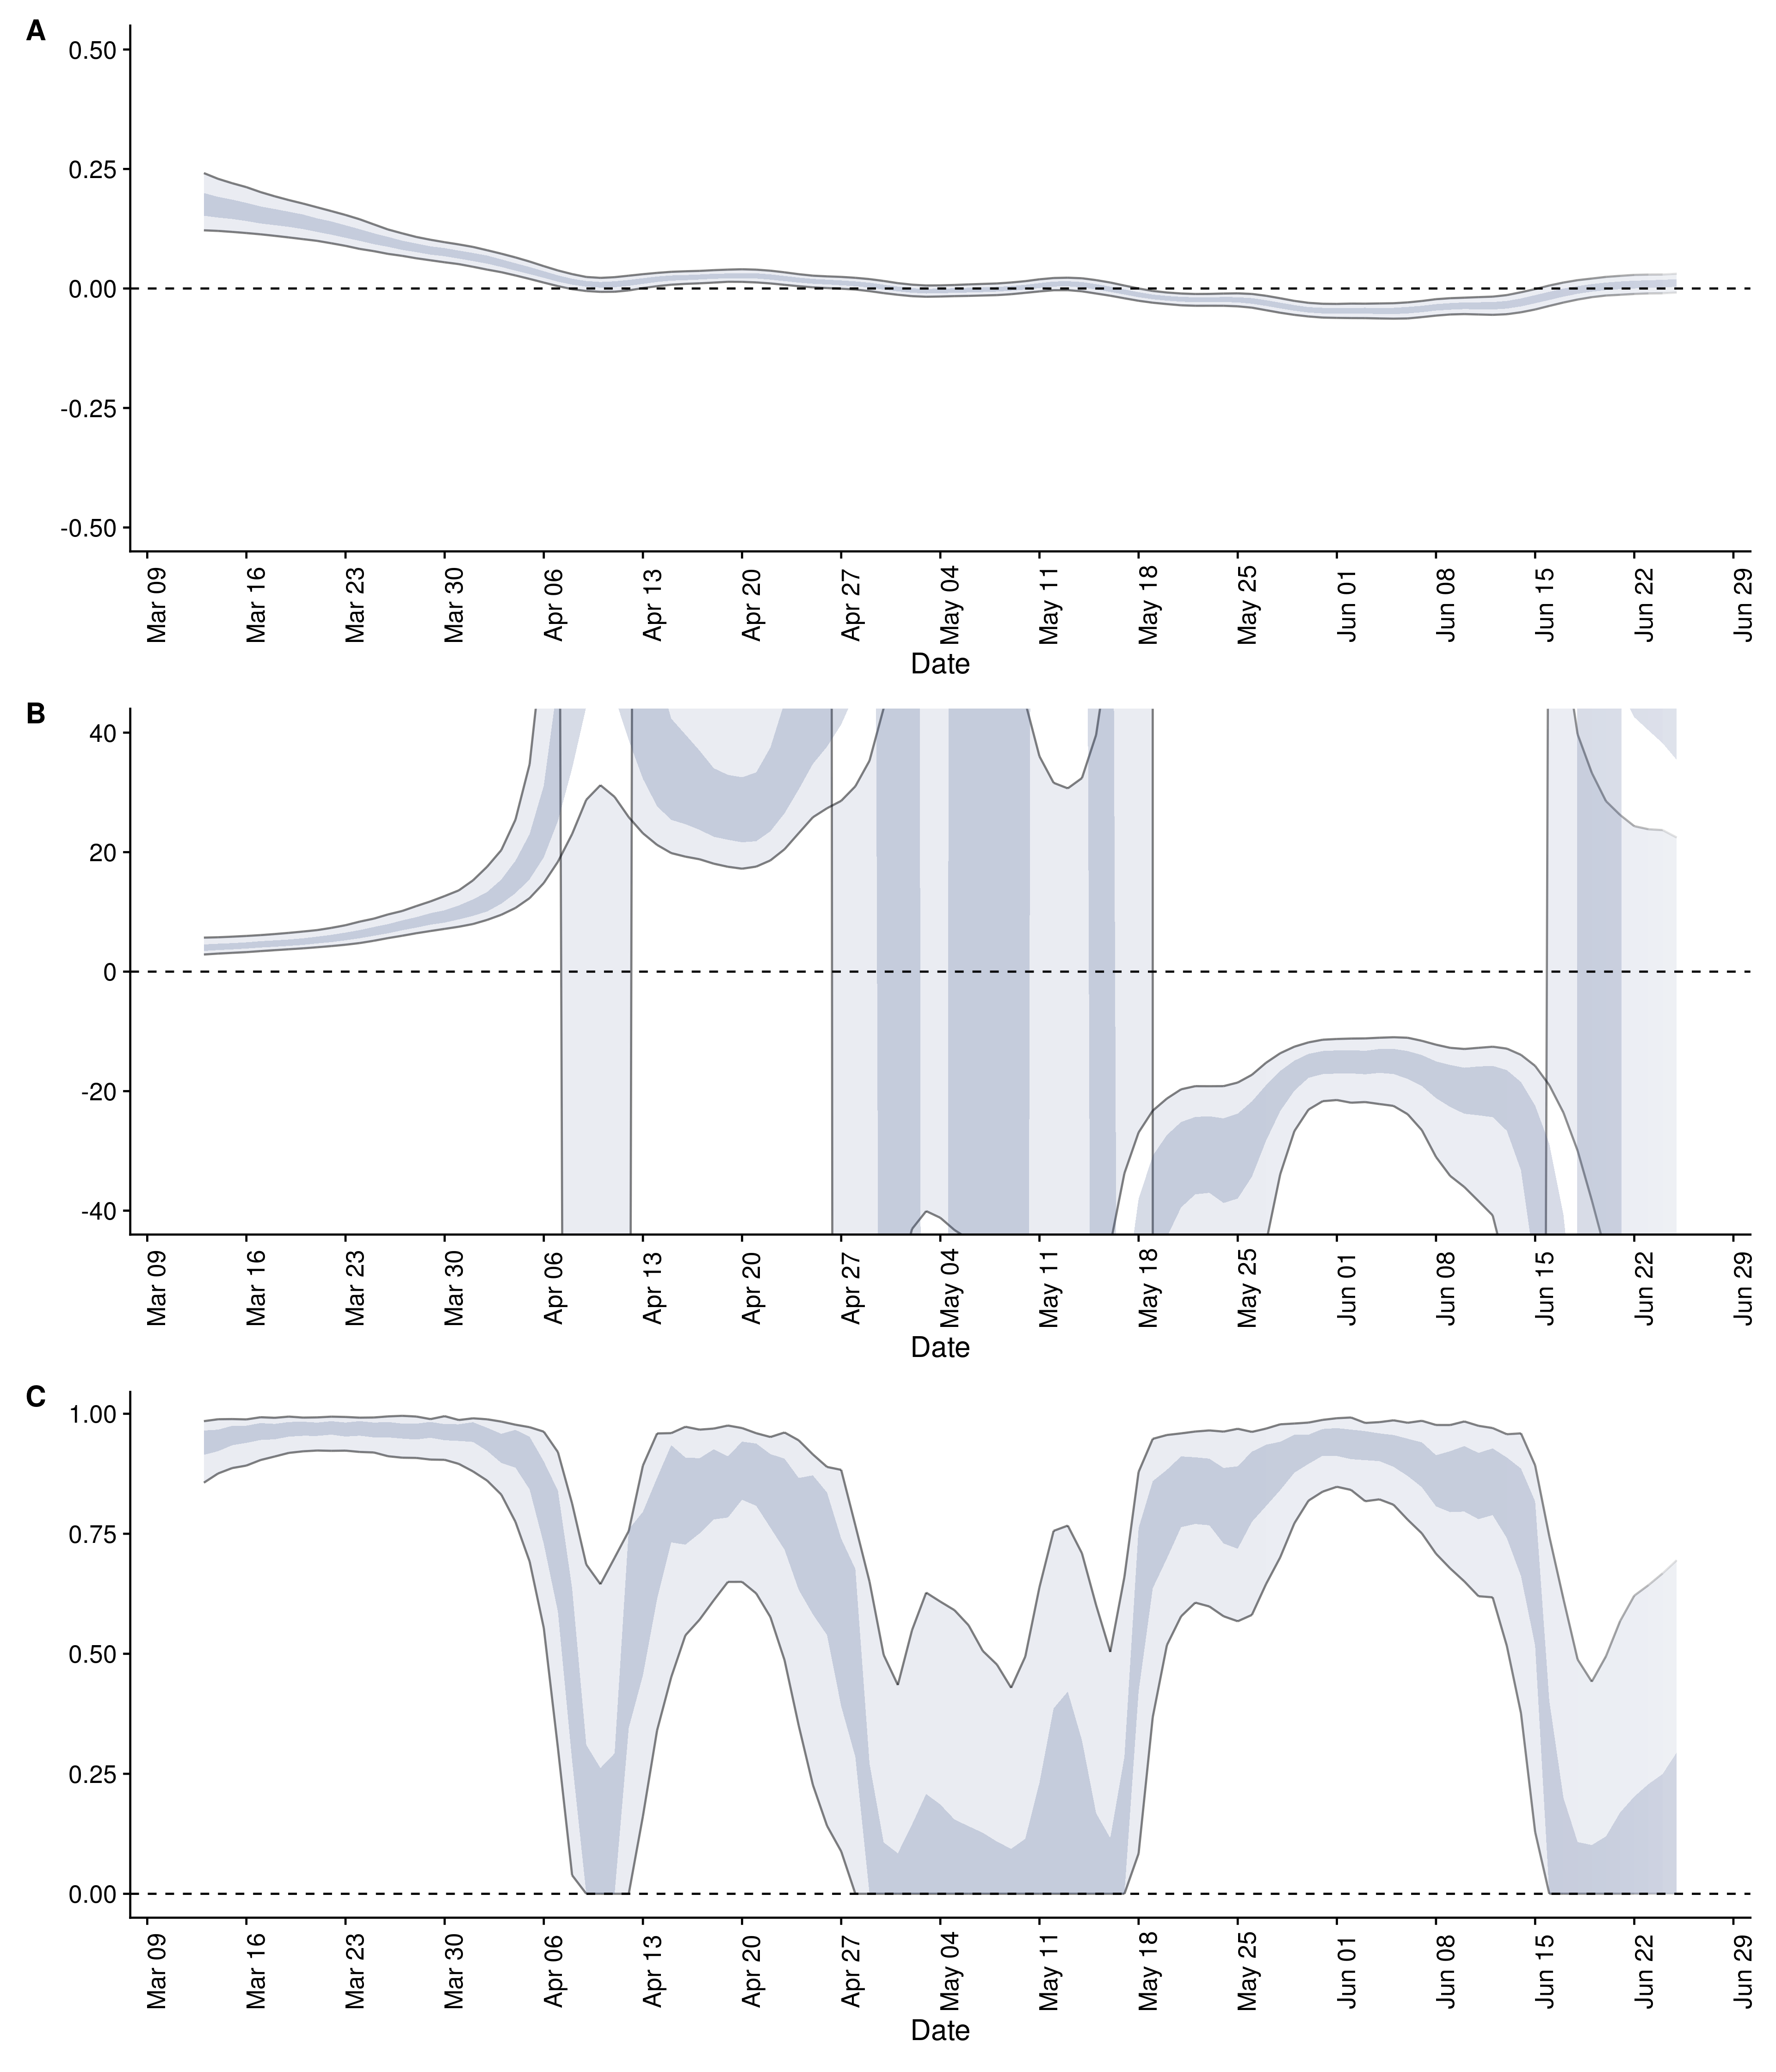 A
0.50
0.25
0.00
-0.25
-0.50
Mar 09
Mar 16
Mar 23
Mar 30
Apr 06
Apr 13
Apr 20
Apr 27
May 04
May 11
May 18
May 25
Jun 01
Jun 08
Jun 15
Jun 22
Jun 29
Date
B
40
20
0
-20
-40
Mar 09
Mar 16
Mar 23
Mar 30
Apr 06
Apr 13
Apr 20
Apr 27
May 04
May 11
May 18
May 25
Jun 01
Jun 08
Jun 15
Jun 22
Jun 29
Date
C
1.00
0.75
0.50
0.25
0.00
Mar 09
Mar 16
Mar 23
Mar 30
Apr 06
Apr 13
Apr 20
Apr 27
May 04
May 11
May 18
May 25
Jun 01
Jun 08
Jun 15
Jun 22
Jun 29
Date